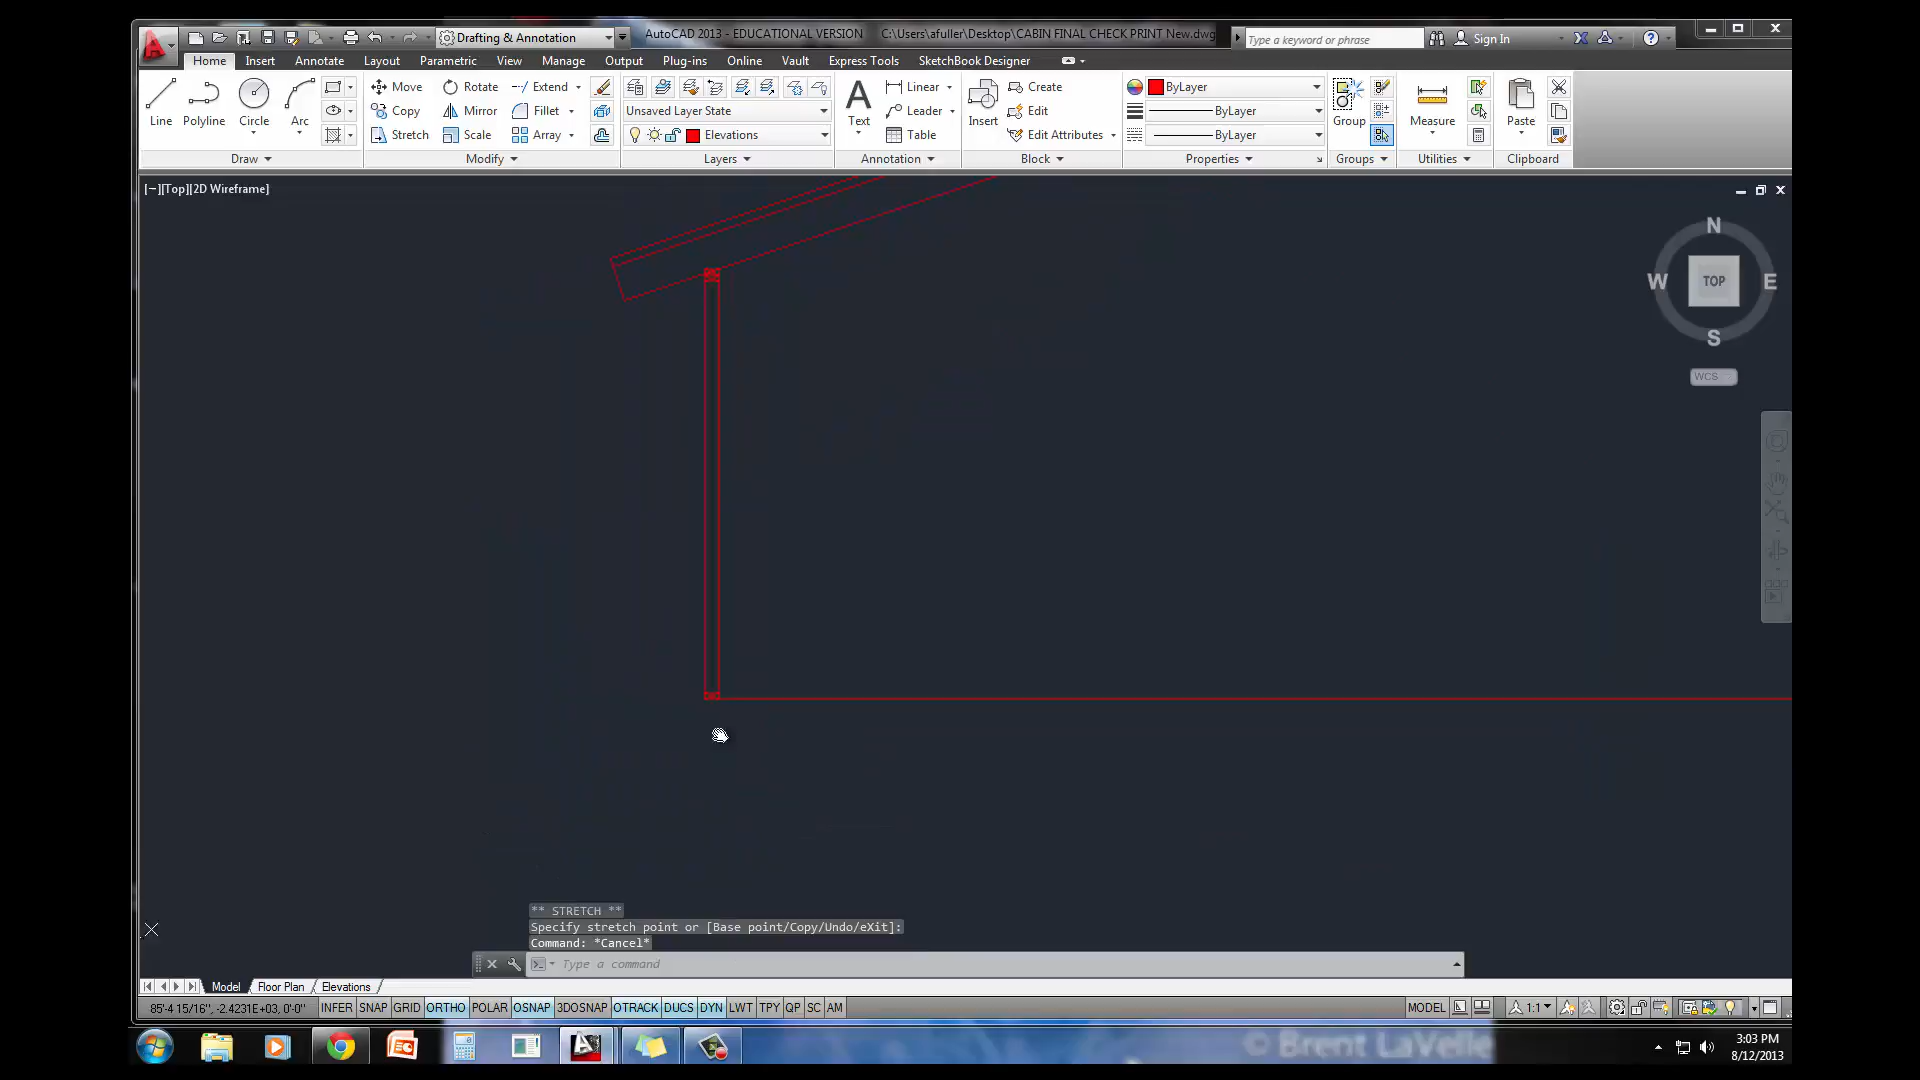 Drafting & Annotation
AutoCAD 2013 - EDUCATIONAL VERSION C:\Users\afuller\Desktop\CABIN FINAL CHECK PRINT New.dwg
Type a keyword or phrase
Sign In
Home Insert Annotate Layout Parametric View Manage Output Plug-ins Online Vault Express Tools SketchBook Designer
Move Rotate Extend
Copy Mirror Fillet
Stretch Scale Array
Line Polyline Circle Arc
Unsaved Layer State
Elevations
Text
Linear
Leader
Table
Insert
Create
Edit
Edit Attributes
ByLayer
ByLayer
ByLayer
Group
Measure
Paste
Draw Modify Layers Annotation Block Properties Groups Utilities Clipboard
[−][Top][2D Wireframe]
N
W TOP E
S
WCS
** STRETCH **
Specify stretch point or [Base point/Copy/Undo/eXit]:
Command: *Cancel*
Type a command
Model Floor Plan Elevations
85'-4 15/16", -2.4231E+03, 0'-0" INFER SNAP GRID ORTHO POLAR OSNAP 3DOSNAP OTRACK DUCS DYN LWT TPY QP SC AM MODEL 1:1
© Brent LaVelle
3:03 PM
8/12/2013